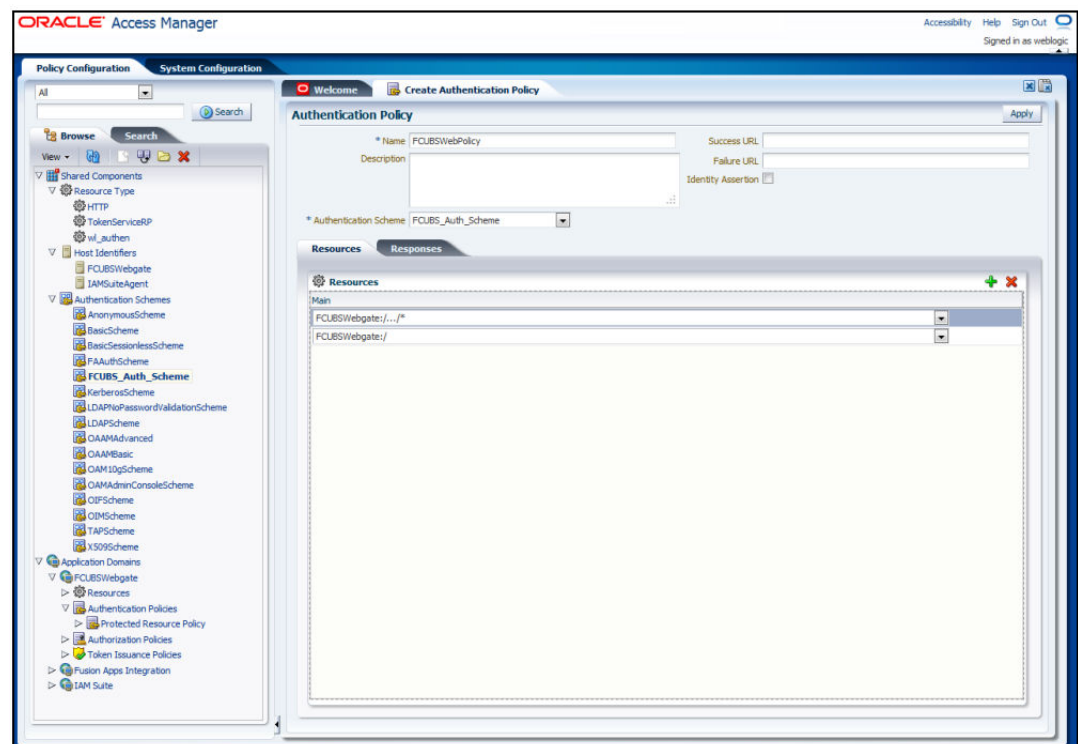 ORACLE Access Manager
Accessibility Help Sign Out
Signed in as weblogic
Policy Configuration System Configuration
All
Search
Browse Search
View
Shared Components
Resource Type
HTTP
TokenServiceRP
wl_authen
Host Identifiers
FCUBSWebgate
IAMSuiteAgent
Authentication Schemes
AnonymousScheme
BasicScheme
BasicSessionlessScheme
FAAuthScheme
FCUBS_Auth_Scheme
KerberosScheme
LDAPNoPasswordValidationScheme
LDAPScheme
OAAMAdvanced
OAAMBasic
OAM10gScheme
OAMAdminConsoleScheme
OIFScheme
OIMScheme
TAPScheme
X509Scheme
Application Domains
FCUBSWebgate
Resources
Authentication Policies
Protected Resource Policy
Authorization Policies
Token Issuance Policies
Fusion Apps Integration
IAM Suite
Welcome Create Authentication Policy
Authentication Policy Apply
* Name FCUBSWebPolicy Success URL
Description Failure URL
Identity Assertion
* Authentication Scheme FCUBS_Auth_Scheme
Resources Responses
Resources
Main
FCUBSWebgate:/.../*
FCUBSWebgate:/